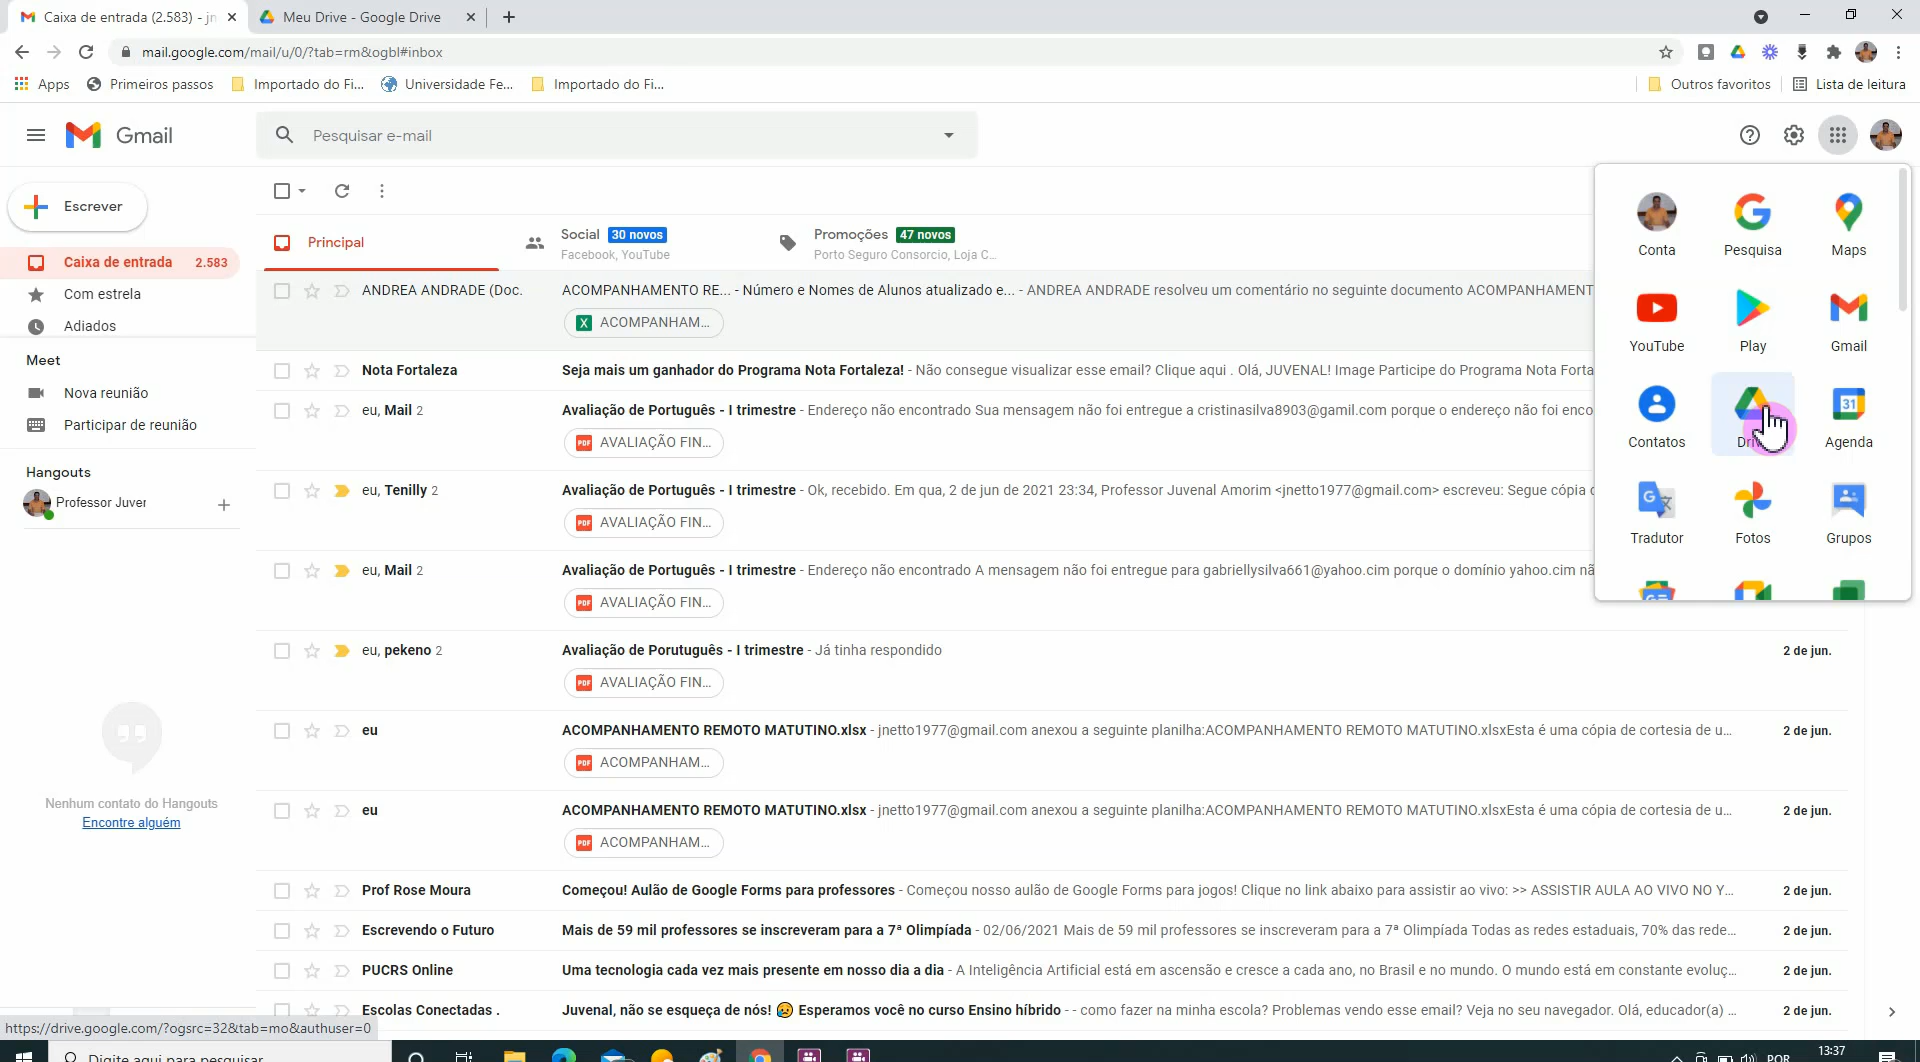 Caixa de entrada (2.583) - jn
Meu Drive - Google Drive
mail.google.com/mail/u/0/?tab=rm&ogbl#inbox
Apps
Primeiros passos
Importado do Fi...
Universidade Fe...
Importado do Fi...
Outros favoritos
Lista de leitura
Gmail
Pesquisar e-mail
Escrever
Caixa de entrada 2.583
Com estrela
Adiados
Meet
Nova reunião
Participar de reunião
Hangouts
Professor Juver
Nenhum contato do Hangouts
Encontre alguém
Principal
Social 30 novos
Facebook, YouTube
Promoções 47 novos
Porto Seguro Consorcio, Loja C...
ANDREA ANDRADE (Doc. ACOMPANHAMENTO RE... - Número e Nomes de Alunos atualizado e... - ANDREA ANDRADE resolveu um comentário no seguinte documento ACOMPANHAMENT
X ACOMPANHAM...
Nota Fortaleza Seja mais um ganhador do Programa Nota Fortaleza! - Não consegue visualizar esse email? Clique aqui . Olá, JUVENAL! Image Participe do Programa Nota Forta
eu, Mail 2 Avaliação de Português - I trimestre - Endereço não encontrado Sua mensagem não foi entregue a cristinasilva8903@gamil.com porque o endereço não foi enco
PDF AVALIAÇÃO FIN...
eu, Tenilly 2 Avaliação de Português - I trimestre - Ok, recebido. Em qua, 2 de jun de 2021 23:34, Professor Juvenal Amorim <jnetto1977@gmail.com> escreveu: Segue cópia c
PDF AVALIAÇÃO FIN...
eu, Mail 2 Avaliação de Português - I trimestre - Endereço não encontrado A mensagem não foi entregue para gabriellysilva661@yahoo.cim porque o domínio yahoo.cim nã
PDF AVALIAÇÃO FIN...
eu, pekeno 2 Avaliação de Porutuguês - I trimestre - Já tinha respondido 2 de jun.
PDF AVALIAÇÃO FIN...
eu ACOMPANHAMENTO REMOTO MATUTINO.xlsx - jnetto1977@gmail.com anexou a seguinte planilha:ACOMPANHAMENTO REMOTO MATUTINO.xlsxEsta é uma cópia de cortesia de u... 2 de jun.
PDF ACOMPANHAM...
eu ACOMPANHAMENTO REMOTO MATUTINO.xlsx - jnetto1977@gmail.com anexou a seguinte planilha:ACOMPANHAMENTO REMOTO MATUTINO.xlsxEsta é uma cópia de cortesia de u... 2 de jun.
PDF ACOMPANHAM...
Prof Rose Moura Começou! Aulão de Google Forms para professores - Começou nosso aulão de Google Forms para jogos! Clique no link abaixo para assistir ao vivo: >> ASSISTIR AULA AO VIVO NO Y... 2 de jun.
Escrevendo o Futuro Mais de 59 mil professores se inscreveram para a 7ª Olimpíada - 02/06/2021 Mais de 59 mil professores se inscreveram para a 7ª Olimpíada Todas as redes estaduais, 70% das rede... 2 de jun.
PUCRS Online Uma tecnologia cada vez mais presente em nosso dia a dia - A Inteligência Artificial está em ascensão e cresce a cada ano, no Brasil e no mundo. O mundo está em constante evoluç... 2 de jun.
Escolas Conectadas . Juvenal, não se esqueça de nós! 😥 Esperamos você no curso Ensino híbrido - - como fazer na minha escola? Problemas vendo esse email? Veja no seu navegador. Olá, educador(a) ... 2 de jun.
Conta
Pesquisa
Maps
YouTube
Play
Gmail
Contatos
31
Agenda
Tradutor
Fotos
Grupos
https://drive.google.com/?ogsrc=32&tab=mo&authuser=0
Digite aqui para pesquisar
POR
13:37